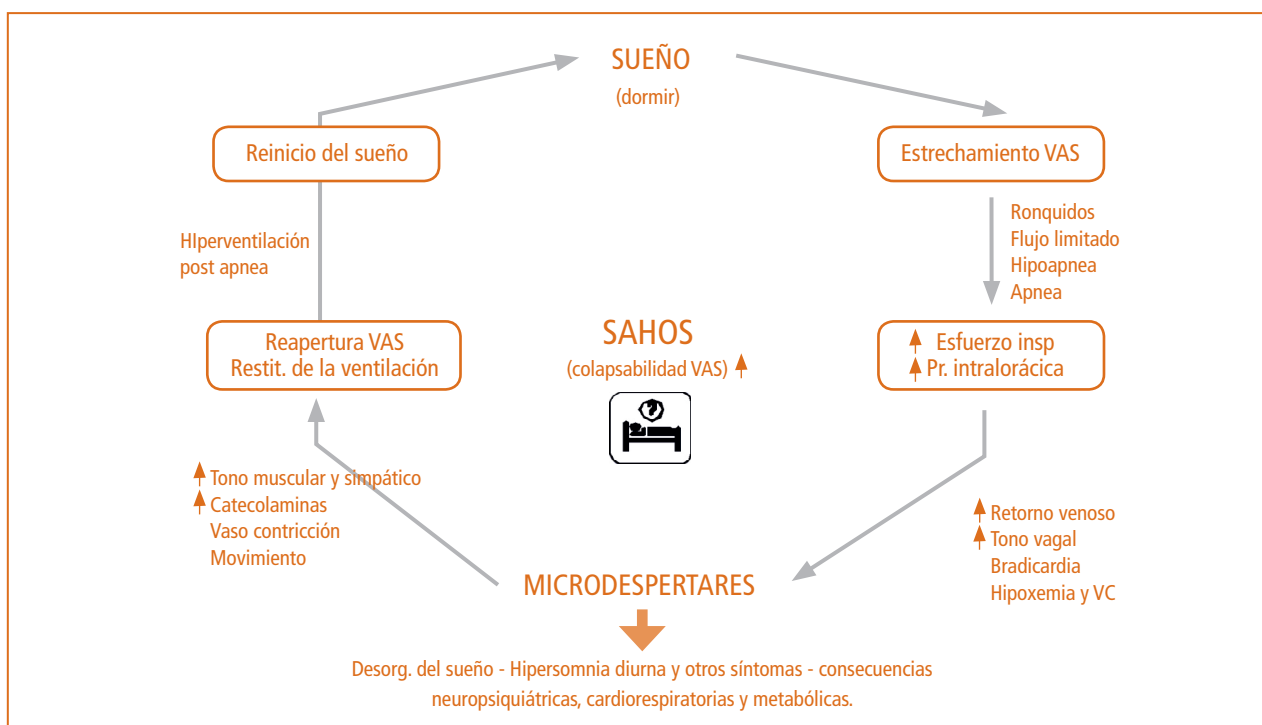 SUEÑO
(dormir)
Reinicio del sueño
Estrechamiento VAS
Ronquidos
Flujo limitado
Hipoapnea
Apnea
HIperventilación
post apnea
SAHOS
(colapsabilidad VAS)
Reapertura VAS
Restit. de la ventilación
Esfuerzo insp
Pr. intralorácica
?
Tono muscular y simpático
Catecolaminas
Vaso contricción
Movimiento
Retorno venoso
Tono vagal
Bradicardia
Hipoxemia y VC
MICRODESPERTARES
Desorg. del sueño - Hipersomnia diurna y otros síntomas - consecuencias
neuropsiquiátricas, cardiorespiratorias y metabólicas.